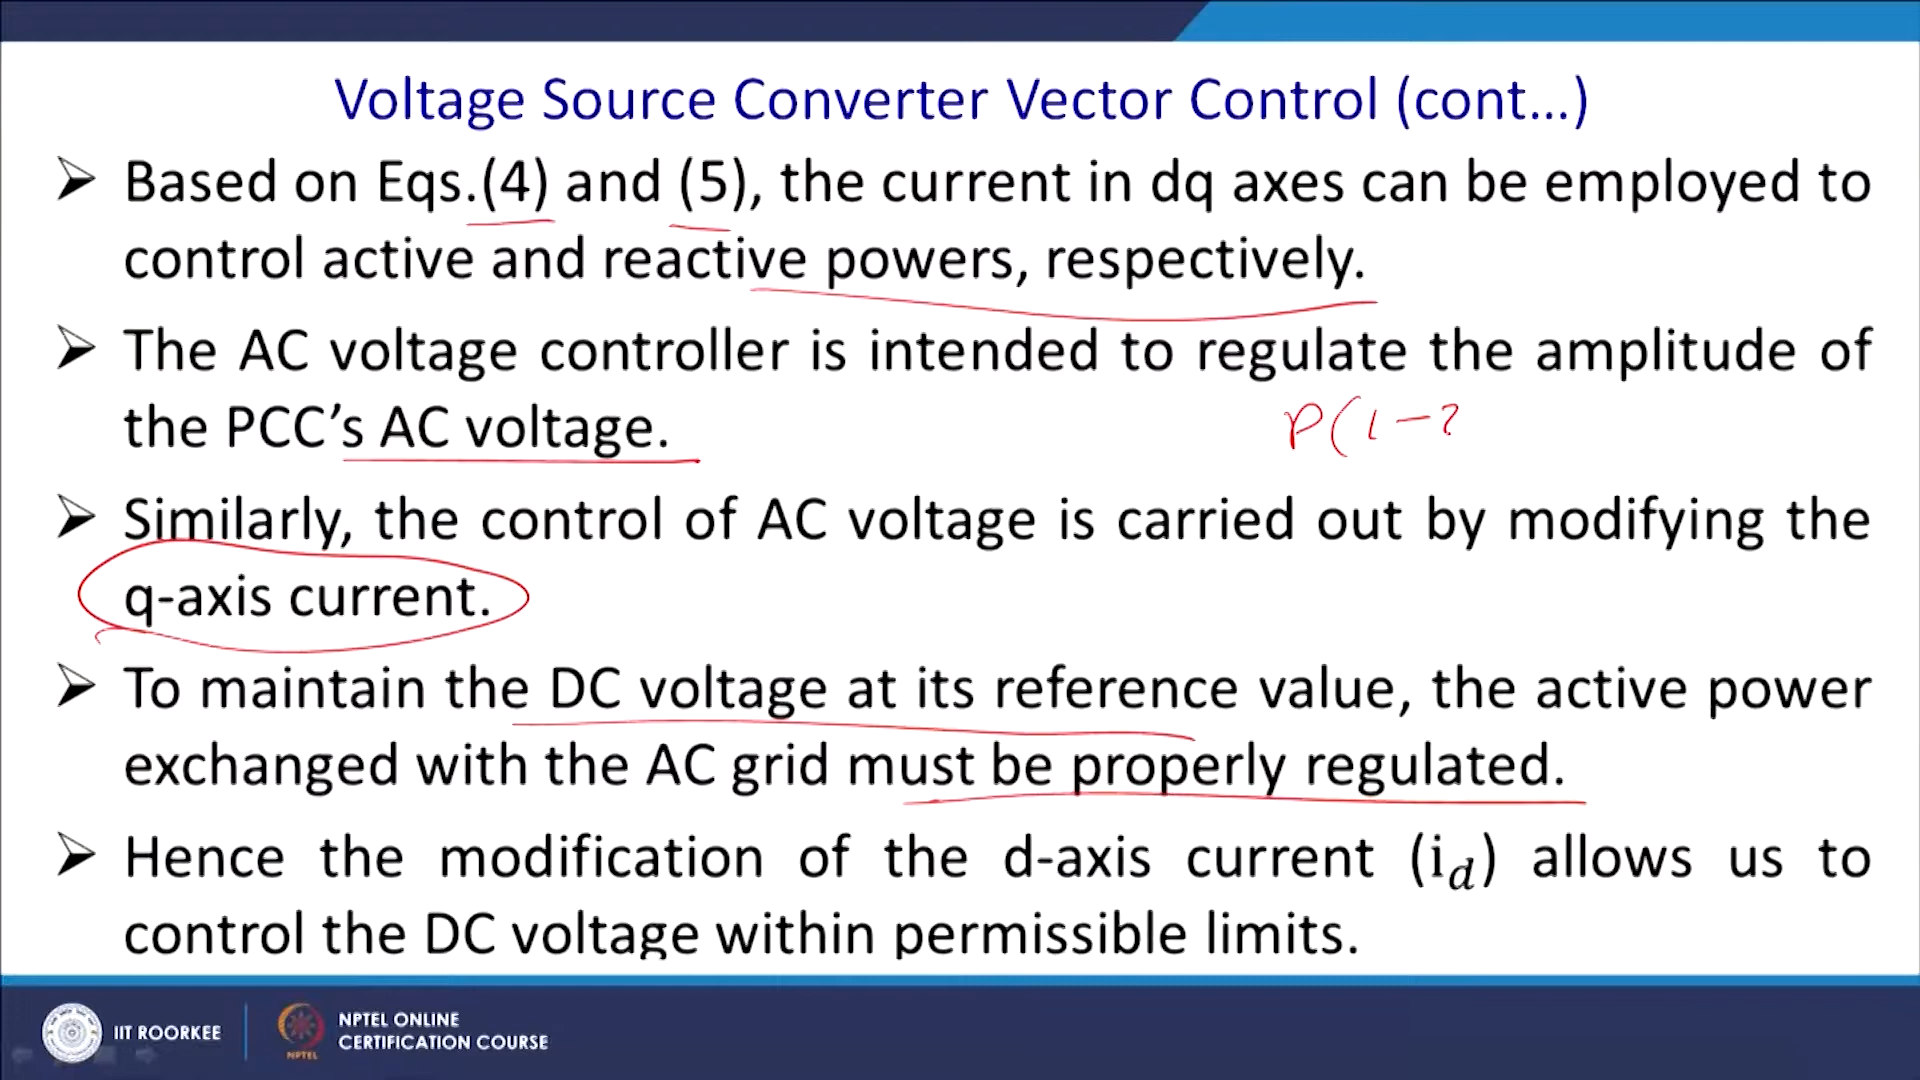 Voltage Source Converter Vector Control (cont...)
➢ Based on Eqs.(4) and (5), the current in dq axes can be employed to
control active and reactive powers, respectively.
➢ The AC voltage controller is intended to regulate the amplitude of
the PCC’s AC voltage.
➢ Similarly, the control of AC voltage is carried out by modifying the
q-axis current.
➢ To maintain the DC voltage at its reference value, the active power
exchanged with the AC grid must be properly regulated.
➢ Hence the modification of the d-axis current (i_d) allows us to
control the DC voltage within permissible limits.
IIT ROORKEE
NPTEL
NPTEL ONLINE
CERTIFICATION COURSE